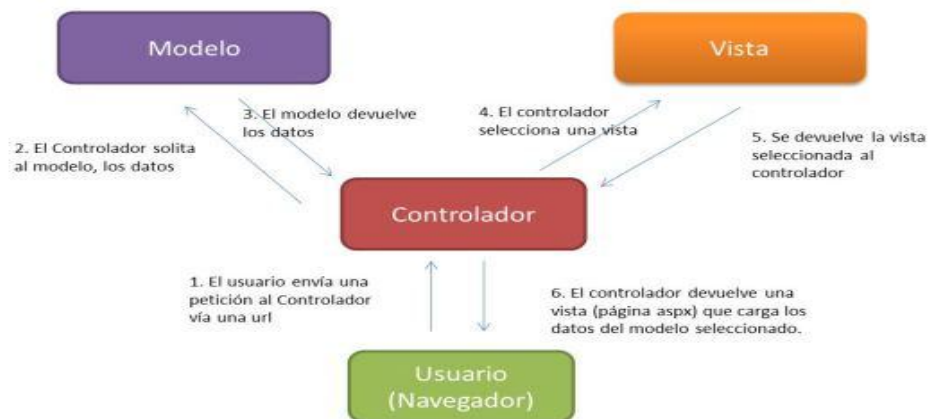 Modelo
Vista
3. El modelo devuelve
los datos
4. El controlador
selecciona una vista
2. El Controlador solita
al modelo, los datos
5. Se devuelve la vista
seleccionada al
controlador
Controlador
1. El usuario envía una
petición al Controlador
vía una url
6. El controlador devuelve una
vista (página aspx) que carga los
datos del modelo seleccionado.
Usuario
(Navegador)